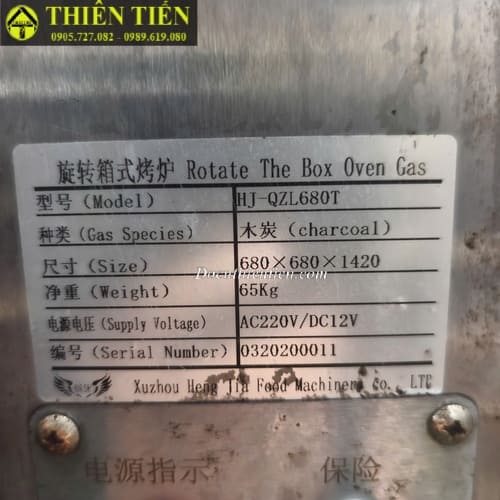 THIÊN TIẾN
0905.727.082 - 0989.619.080
旋转箱式烤炉 Rotate The Box Oven Gas
型号(Model) HJ-QZL680T
种类(Gas Species) 木炭(charcoal)
尺寸(Size) 680×680×1420
净重(Weight) 65Kg
电源电压(Supply Voltage) AC220V/DC12V
编号(Serial Number) 0320200011
Xuzhou Heng Jia Food Machinery Co., LTC
电源指示 保险